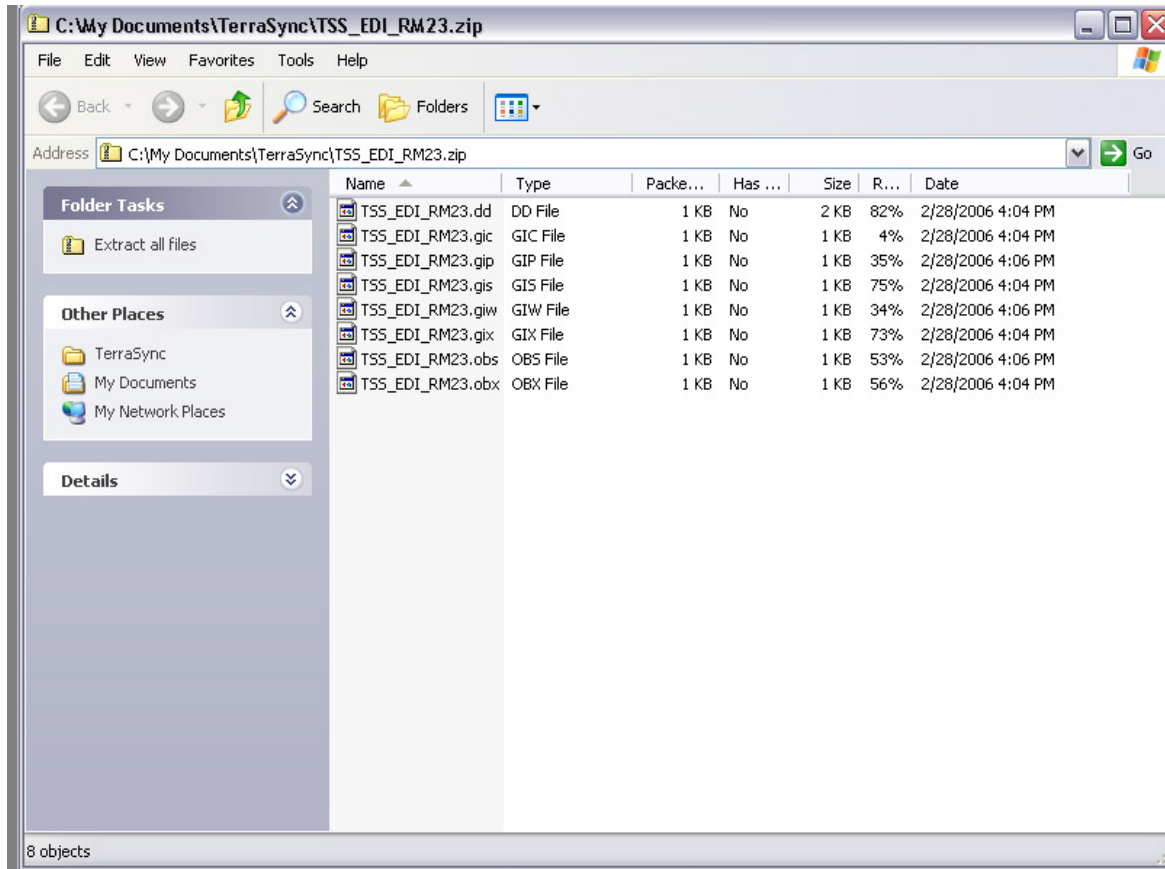 C:\My Documents\TerraSync\TSS_EDI_RM23.zip
File Edit View Favorites Tools Help
Back Search Folders
Address C:\My Documents\TerraSync\TSS_EDI_RM23.zip Go
Name Type Packe... Has ... Size R... Date
Folder Tasks
Extract all files
Other Places
TerraSync
My Documents
My Network Places
Details
TSS_EDI_RM23.dd DD File 1 KB No 2 KB 82% 2/28/2006 4:04 PM
TSS_EDI_RM23.gic GIC File 1 KB No 1 KB 4% 2/28/2006 4:04 PM
TSS_EDI_RM23.gip GIP File 1 KB No 1 KB 35% 2/28/2006 4:06 PM
TSS_EDI_RM23.gis GIS File 1 KB No 1 KB 75% 2/28/2006 4:04 PM
TSS_EDI_RM23.giw GIW File 1 KB No 1 KB 34% 2/28/2006 4:06 PM
TSS_EDI_RM23.gix GIX File 1 KB No 1 KB 73% 2/28/2006 4:04 PM
TSS_EDI_RM23.obs OBS File 1 KB No 1 KB 53% 2/28/2006 4:06 PM
TSS_EDI_RM23.obx OBX File 1 KB No 1 KB 56% 2/28/2006 4:04 PM
8 objects